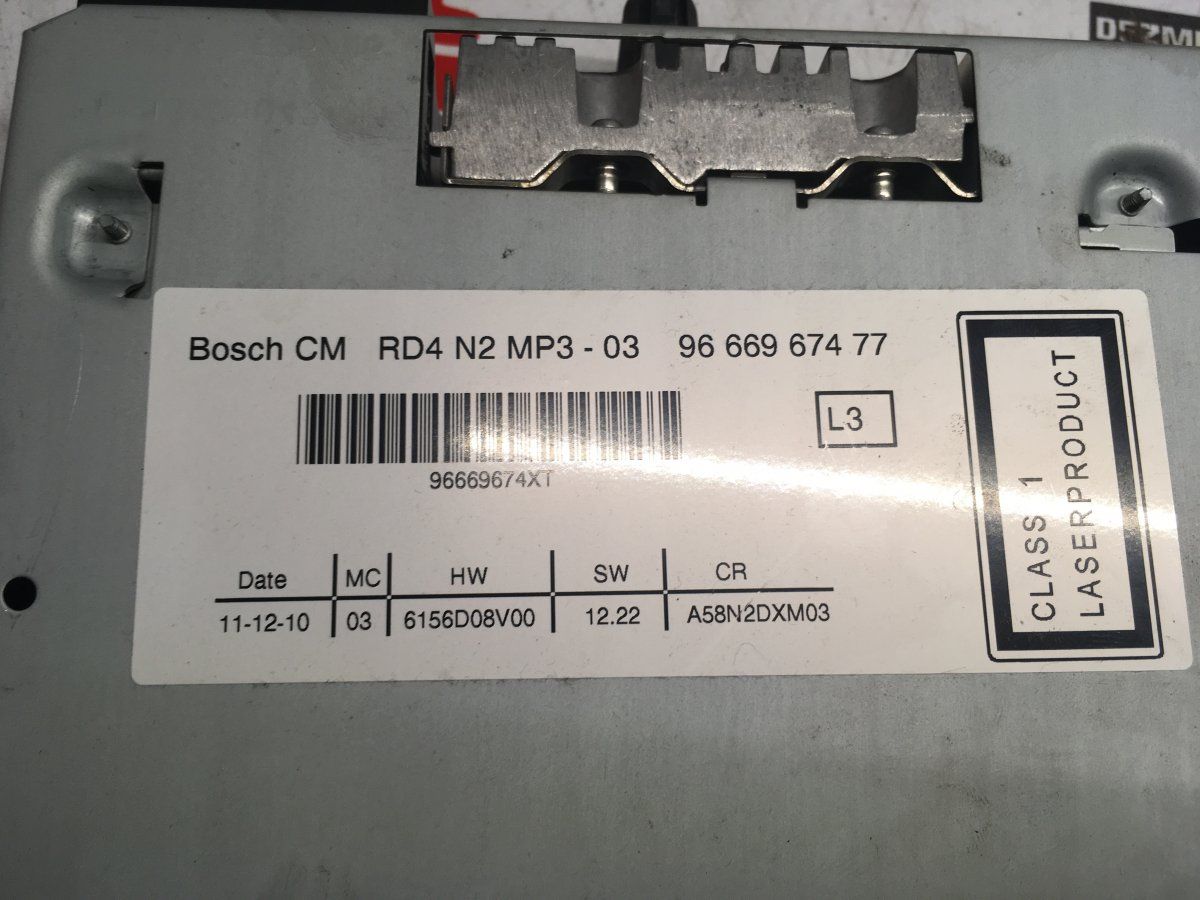 Bosch CM RD4 N2 MP3 - 03 96 669 674 77
L3
96669674XT
Date MC HW SW CR
11-12-10 03 6156D08V00 12.22 A58N2DXM03
CLASS 1
LASERPRODUCT